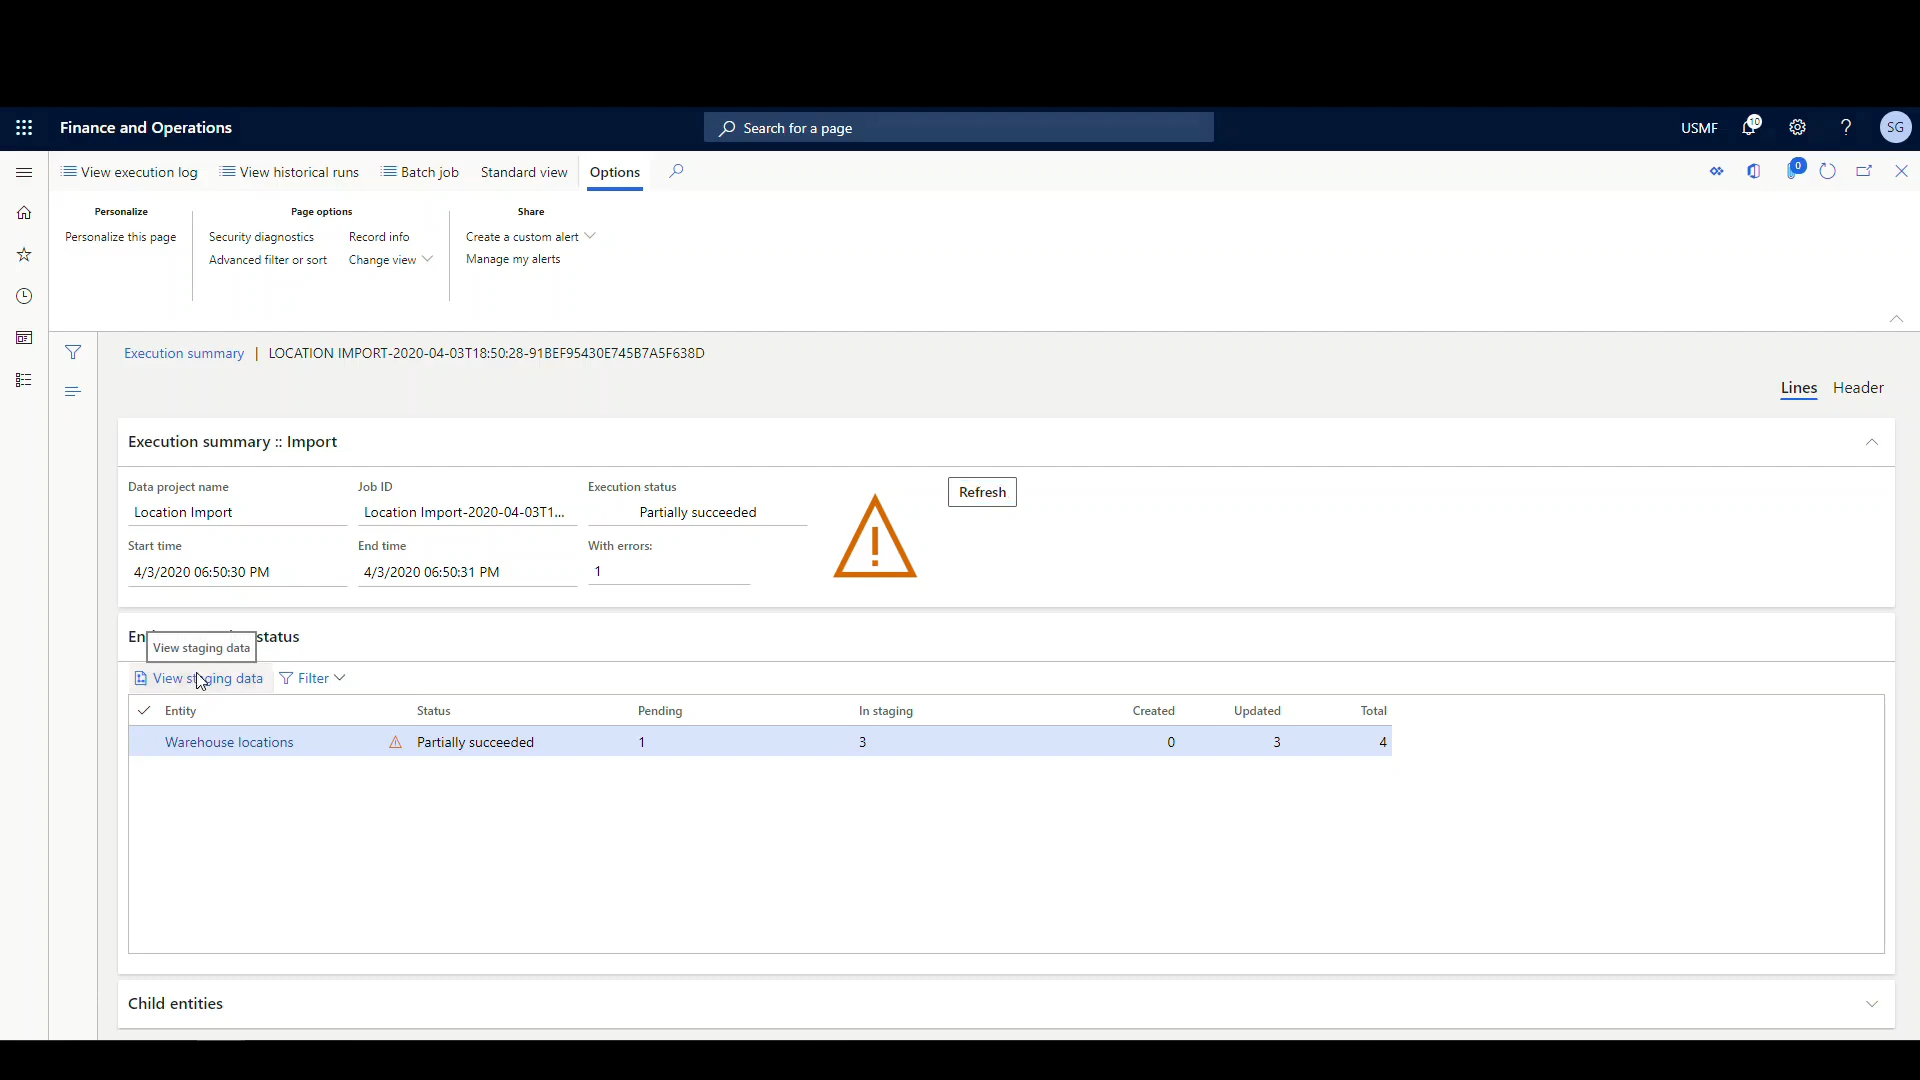 Finance and Operations
Search for a page
USMF
10
SG
View execution log
View historical runs
Batch job
Standard view
Options
0
Personalize
Page options
Share
Personalize this page
Security diagnostics
Record info
Create a custom alert
Advanced filter or sort
Change view
Manage my alerts
Execution summary | LOCATION IMPORT-2020-04-03T18:50:28-91BEF95430E745B7A5F638D
Lines
Header
Execution summary :: Import
Data project name
Job ID
Execution status
Refresh
Location Import
Location Import-2020-04-03T1...
Partially succeeded
Start time
End time
With errors:
4/3/2020 06:50:30 PM
4/3/2020 06:50:31 PM
1
En
status
View staging data
View staging data
Filter
Entity
Status
Pending
In staging
Created
Updated
Total
Warehouse locations
Partially succeeded
1
3
0
3
4
Child entities